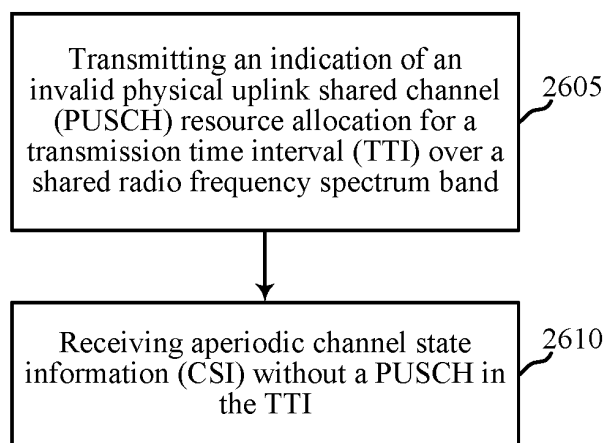 Transmitting an indication of an
invalid physical uplink shared channel
(PUSCH) resource allocation for a
transmission time interval (TTI) over a
shared radio frequency spectrum band
2605
Receiving aperiodic channel state
information (CSI) without a PUSCH in
the TTI
2610